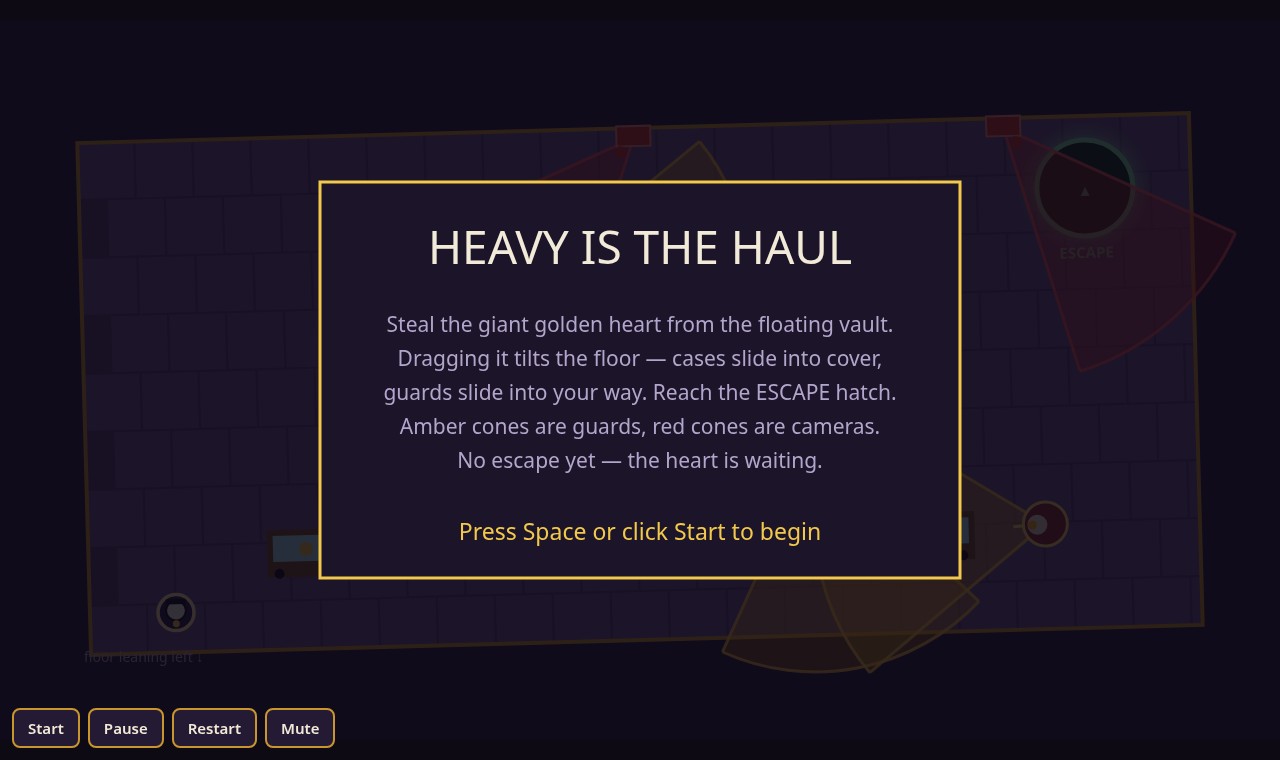 HEAVY IS THE HAUL
Steal the giant golden heart from the floating vault.
Dragging it tilts the floor — cases slide into cover,
guards slide into your way. Reach the ESCAPE hatch.
Amber cones are guards, red cones are cameras.
No escape yet — the heart is waiting.
Press Space or click Start to begin
ESCAPE
floor leaning left ↓
Start
Pause
Restart
Mute